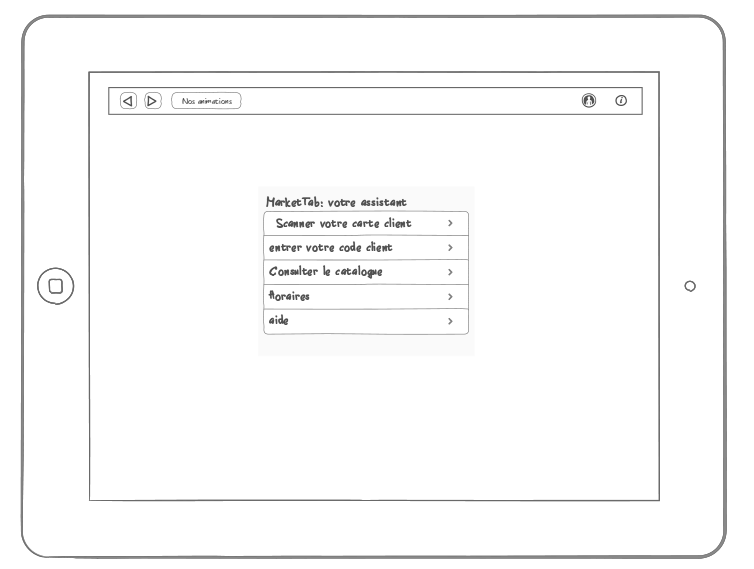 Nos animations
MarketTab: votre assistant
Scanner votre carte client
entrer votre code client
Consulter le catalogue
Horaires
aide